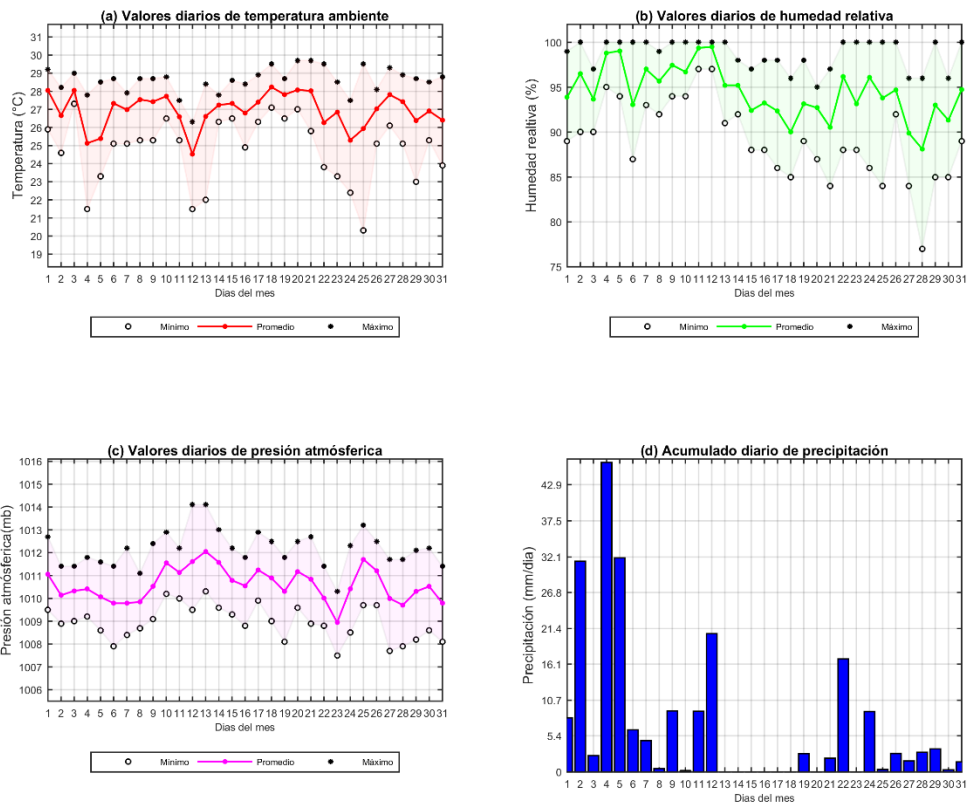 (a) Valores diarios de temperatura ambiente
Temperatura (°C)
31
30
29
28
27
26
25
24
23
22
21
20
19
1 2 3 4 5 6 7 8 9 10 11 12 13 14 15 16 17 18 19 20 21 22 23 24 25 26 27 28 29 30 31
Dias del mes
Minimo Promedio Máximo
(b) Valores diarios de humedad relativa
Humedad realtiva (%)
100
95
90
85
80
75
1 2 3 4 5 6 7 8 9 10 11 12 13 14 15 16 17 18 19 20 21 22 23 24 25 26 27 28 29 30 31
Dias del mes
Minimo Promedio Máximo
(c) Valores diarios de presión atmósferica
Presión atmósferica(mb)
1016
1015
1014
1013
1012
1011
1010
1009
1008
1007
1006
1 2 3 4 5 6 7 8 9 10 11 12 13 14 15 16 17 18 19 20 21 22 23 24 25 26 27 28 29 30 31
Dias del mes
Minimo Promedio Máximo
(d) Acumulado diario de precipitación
Precipitación (mm/dia)
42.9
37.5
32.1
26.8
21.4
16.1
10.7
5.4
0
1 2 3 4 5 6 7 8 9 10 11 12 13 14 15 16 17 18 19 20 21 22 23 24 25 26 27 28 29 30 31
Dias del mes